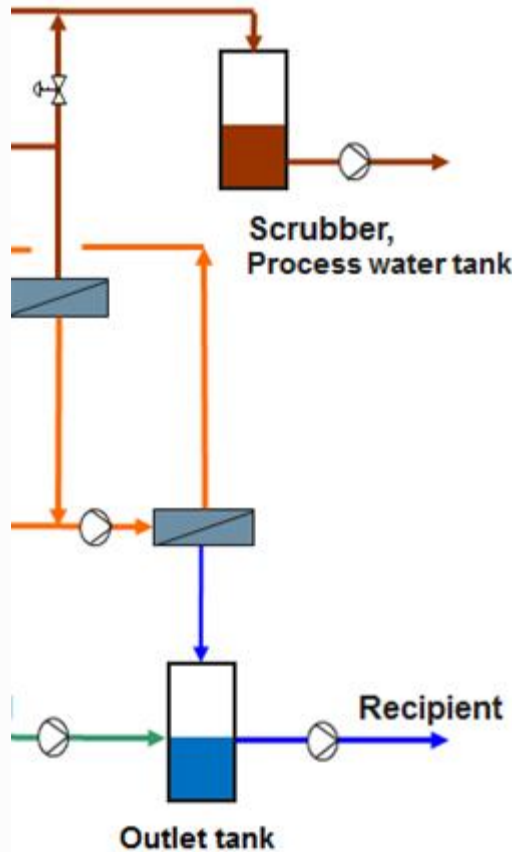 Scrubber,
Process water tank
Recipient
Outlet tank